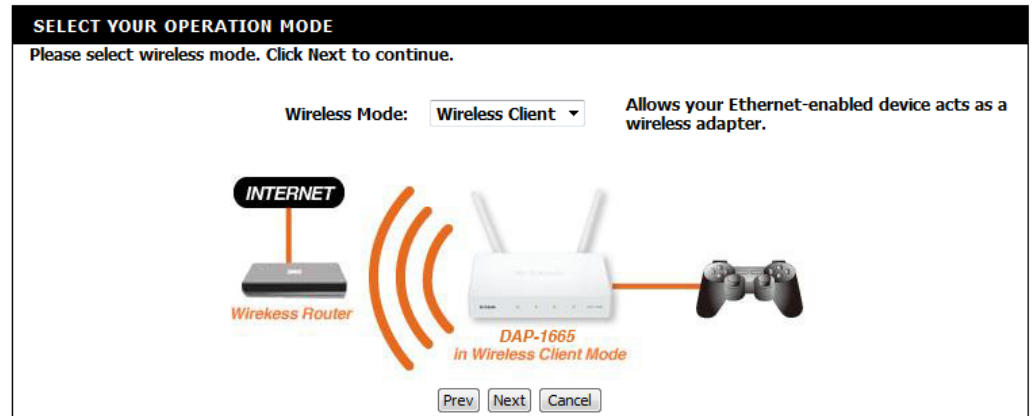 SELECT YOUR OPERATION MODE
Please select wireless mode. Click Next to continue.
Wireless Mode: Wireless Client Allows your Ethernet-enabled device acts as a
wireless adapter.
INTERNET
Wirekess Router
DAP-1665
in Wireless Client Mode
Prev Next Cancel